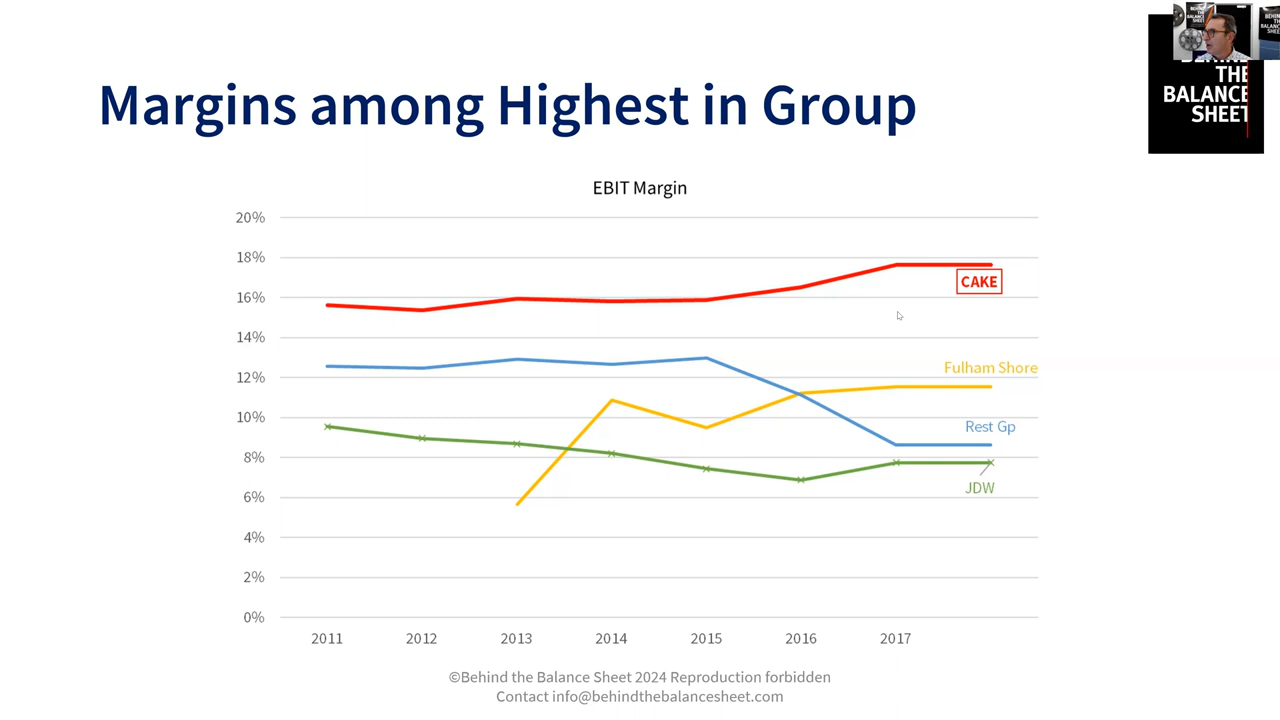 BEHIND
THE
BALANCE
SHEET
Margins among Highest in Group
EBIT Margin
20%
18%
16%
14%
12%
10%
8%
6%
4%
2%
0%
CAKE
Fulham Shore
Rest Gp
JDW
2011 2012 2013 2014 2015 2016 2017
©Behind the Balance Sheet 2024 Reproduction forbidden
Contact info@behindthebalancesheet.com